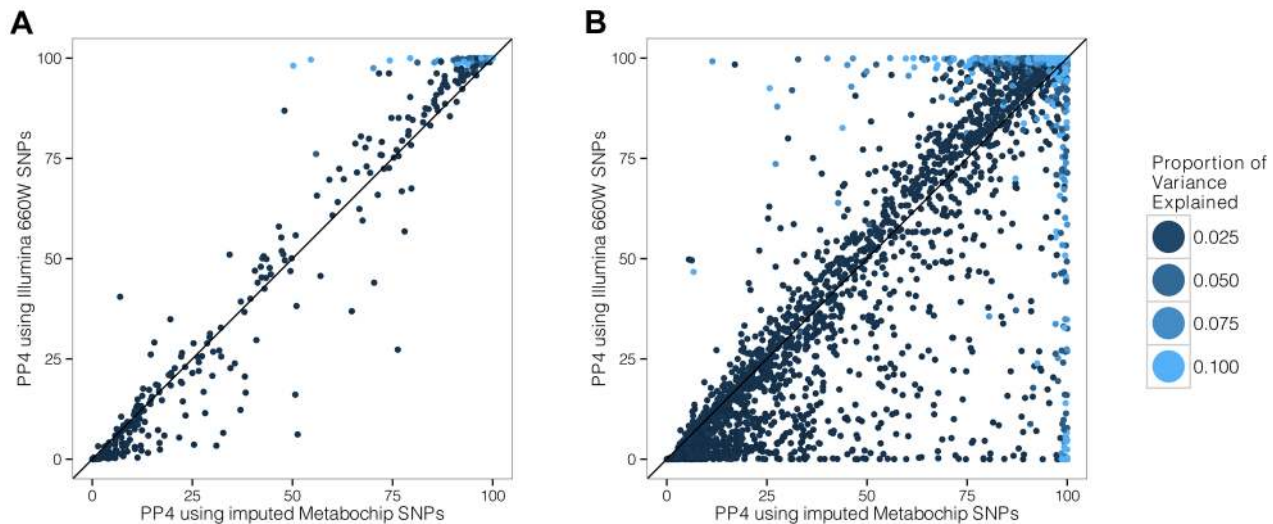 A
B
PP4 using Illumina 660W SNPs
100
75
50
25
0
0
25
50
75
100
PP4 using imputed Metabochip SNPs
PP4 using Illumina 660W SNPs
100
75
50
25
0
0
25
50
75
100
PP4 using imputed Metabochip SNPs
Proportion of
Variance
Explained
0.025
0.050
0.075
0.100